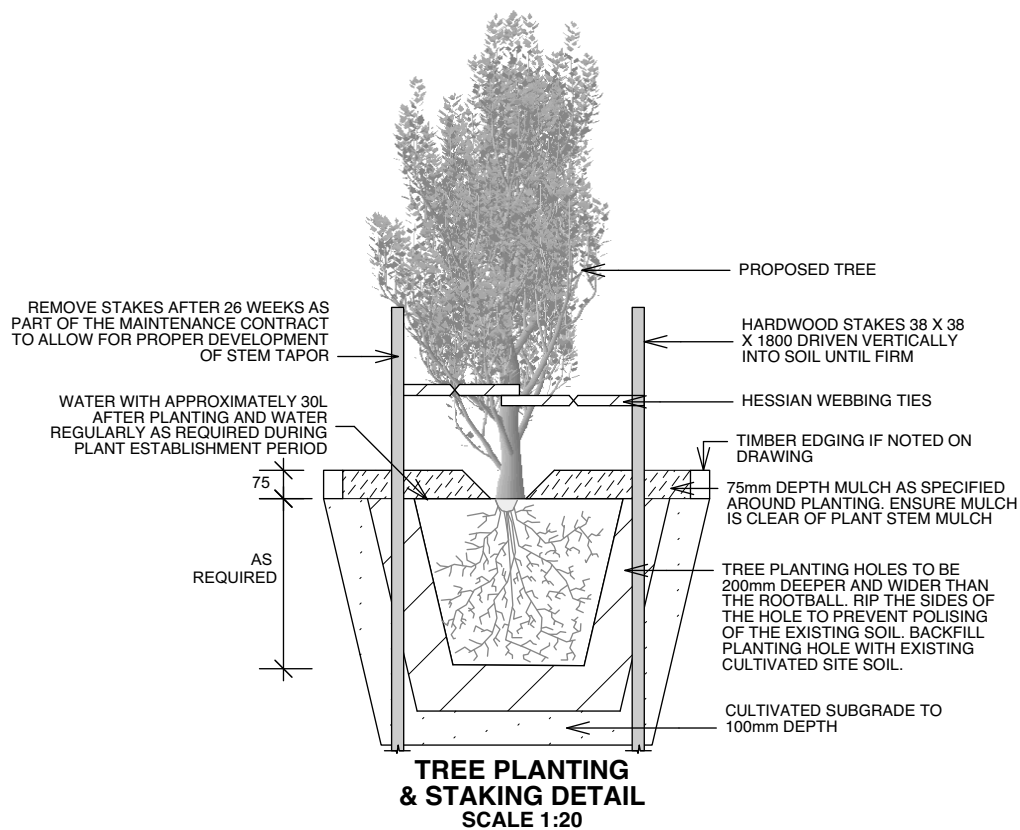 PROPOSED TREE
REMOVE STAKES AFTER 26 WEEKS AS
PART OF THE MAINTENANCE CONTRACT
TO ALLOW FOR PROPER DEVELOPMENT
OF STEM TAPOR
HARDWOOD STAKES 38 X 38
X 1800 DRIVEN VERTICALLY
INTO SOIL UNTIL FIRM
WATER WITH APPROXIMATELY 30L
AFTER PLANTING AND WATER
REGULARLY AS REQUIRED DURING
PLANT ESTABLISHMENT PERIOD
HESSIAN WEBBING TIES
TIMBER EDGING IF NOTED ON
DRAWING
75
75mm DEPTH MULCH AS SPECIFIED
AROUND PLANTING. ENSURE MULCH
IS CLEAR OF PLANT STEM MULCH
AS
REQUIRED
TREE PLANTING HOLES TO BE
200mm DEEPER AND WIDER THAN
THE ROOTBALL. RIP THE SIDES OF
THE HOLE TO PREVENT POLISING
OF THE EXISTING SOIL. BACKFILL
PLANTING HOLE WITH EXISTING
CULTIVATED SITE SOIL.
CULTIVATED SUBGRADE TO
100mm DEPTH
TREE PLANTING
& STAKING DETAIL
SCALE 1:20